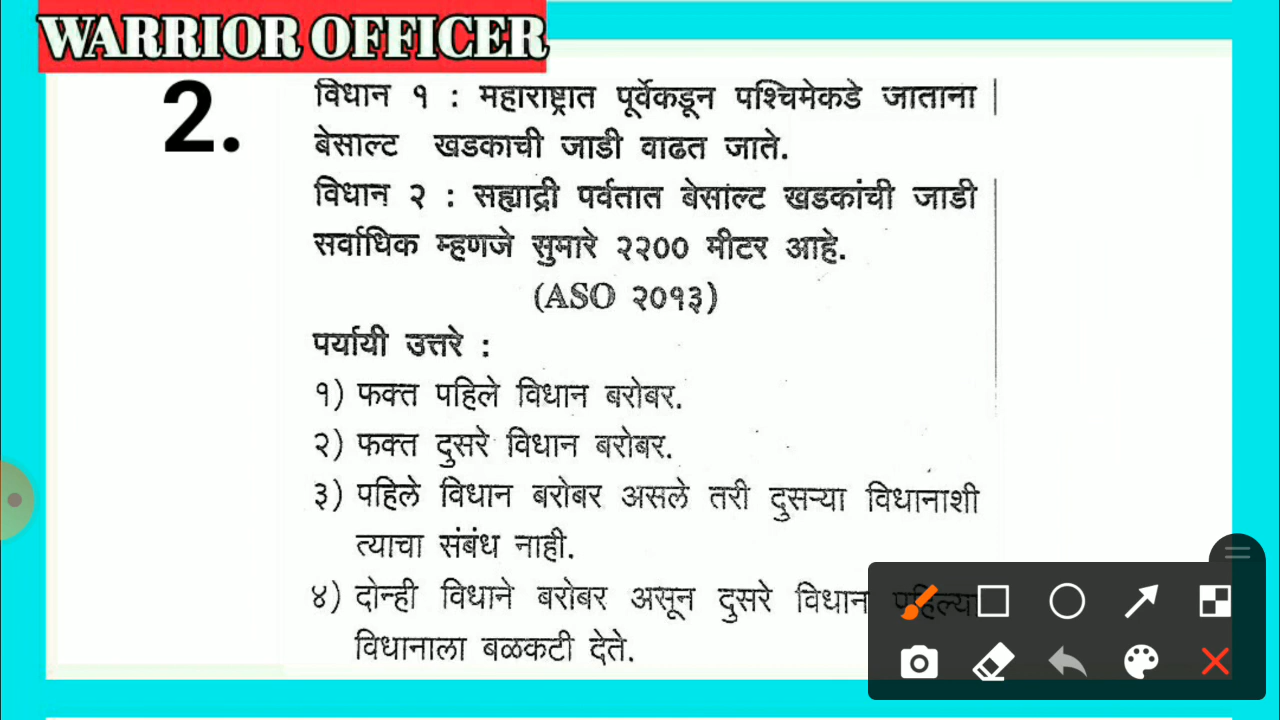 WARRIOR OFFICER
2.
विधान १ : महाराष्ट्रात पूर्वेकडून पश्चिमेकडे जाताना
बेसाल्ट खडकाची जाडी वाढत जाते.
विधान २ : सह्याद्री पर्वतात बेसाल्ट खडकांची जाडी
सर्वाधिक म्हणजे सुमारे २२०० मीटर आहे.
(ASO २०१३)
पर्यायी उत्तरे :
१) फक्त पहिले विधान बरोबर.
२) फक्त दुसरे विधान बरोबर.
३) पहिले विधान बरोबर असले तरी दुसऱ्या विधानाशी
त्याचा संबंध नाही.
४) दोन्ही विधाने बरोबर असून दुसरे विधान पहिल्या
विधानाला बळकटी देते.